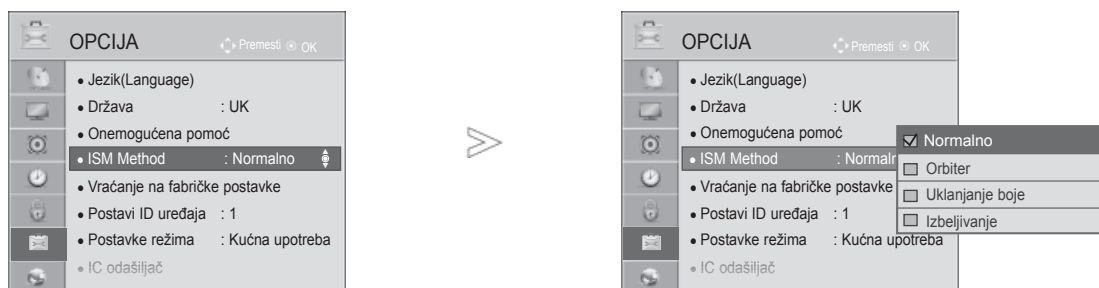 OPCIJA Premesti OK
• Jezik(Language)
• Država : UK
• Onemogućena pomoć
• ISM Method : Normalno
• Vraćanje na fabričke postavke
• Postavi ID uređaja : 1
• Postavke režima : Kućna upotreba
• IC odašiljač
OPCIJA Premesti OK
• Jezik(Language)
• Država : UK
• Onemogućena pomoć
• ISM Method : Normaln
• Vraćanje na fabričke postavke
• Postavi ID uređaja : 1
• Postavke režima : Kućna upotreba
• IC odašiljač
Normalno
Orbiter
Uklanjanje boje
Izbeljivanje